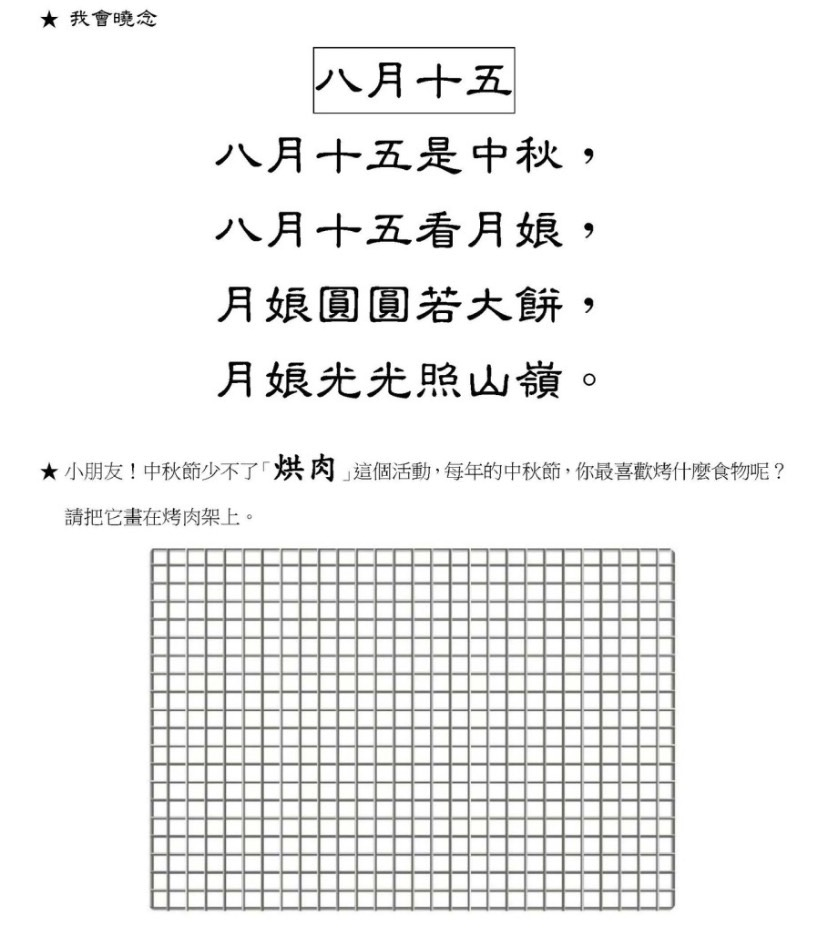 ★ 我會曉念
八月十五
八月十五是中秋，
八月十五看月娘，
月娘圓圓若大餅，
月娘光光照山嶺。
★ 小朋友！中秋節少不了「烘肉」這個活動，每年的中秋節，你最喜歡烤什麼食物呢？
請把它畫在烤肉架上。